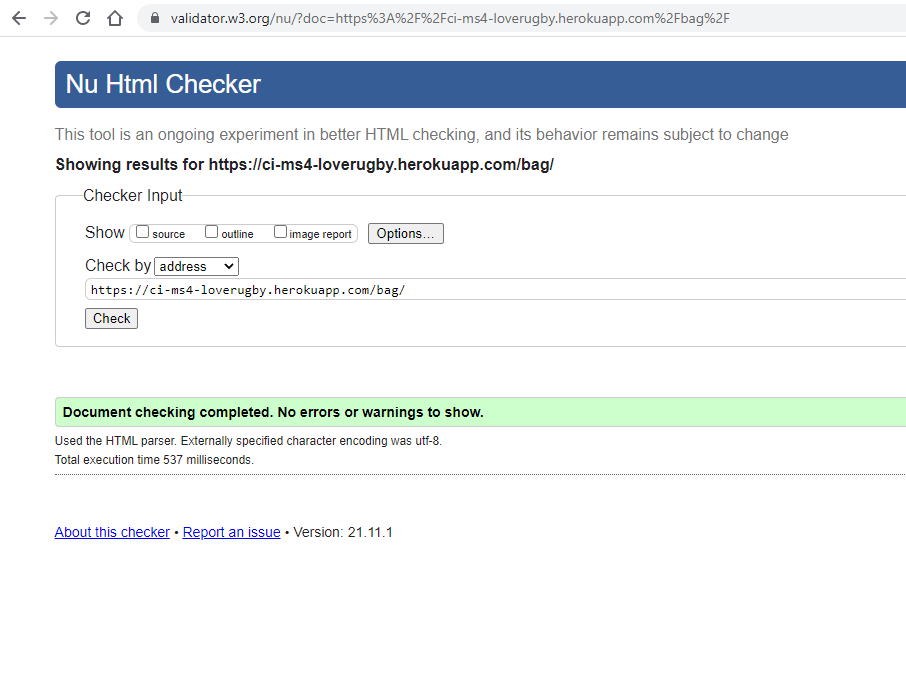 validator.w3.org/nu/?doc=https%3A%2F%2Fci-ms4-loverugby.herokuapp.com%2Fbag%2F
Nu Html Checker
This tool is an ongoing experiment in better HTML checking, and its behavior remains subject to change
Showing results for https://ci-ms4-loverugby.herokuapp.com/bag/
Checker Input
Show source outline image report Options...
Check by address
https://ci-ms4-loverugby.herokuapp.com/bag/
Check
Document checking completed. No errors or warnings to show.
Used the HTML parser. Externally specified character encoding was utf-8.
Total execution time 537 milliseconds.
About this checker • Report an issue • Version: 21.11.1